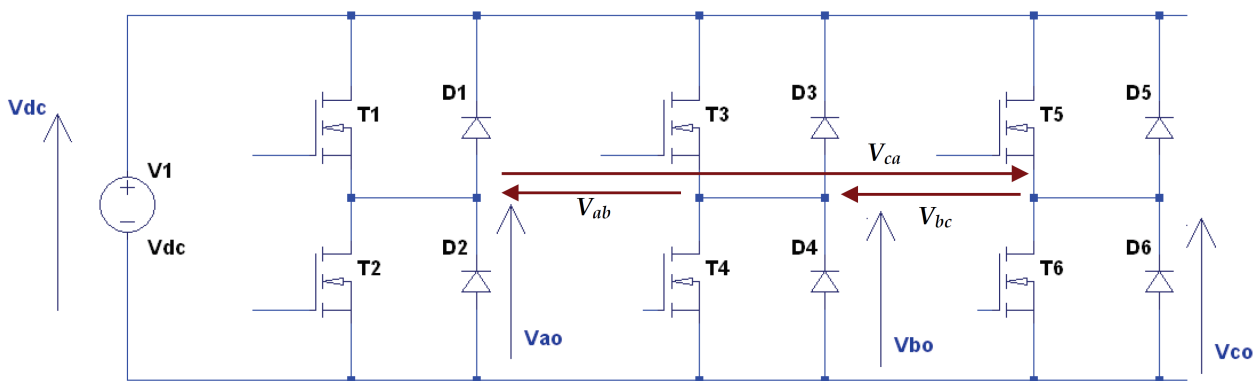 Vdc
V1
Vdc
T1
D1
T3
D3
T5
D5
Vca
Vab
Vbc
T2
D2
T4
D4
T6
D6
Vao
Vbo
Vco